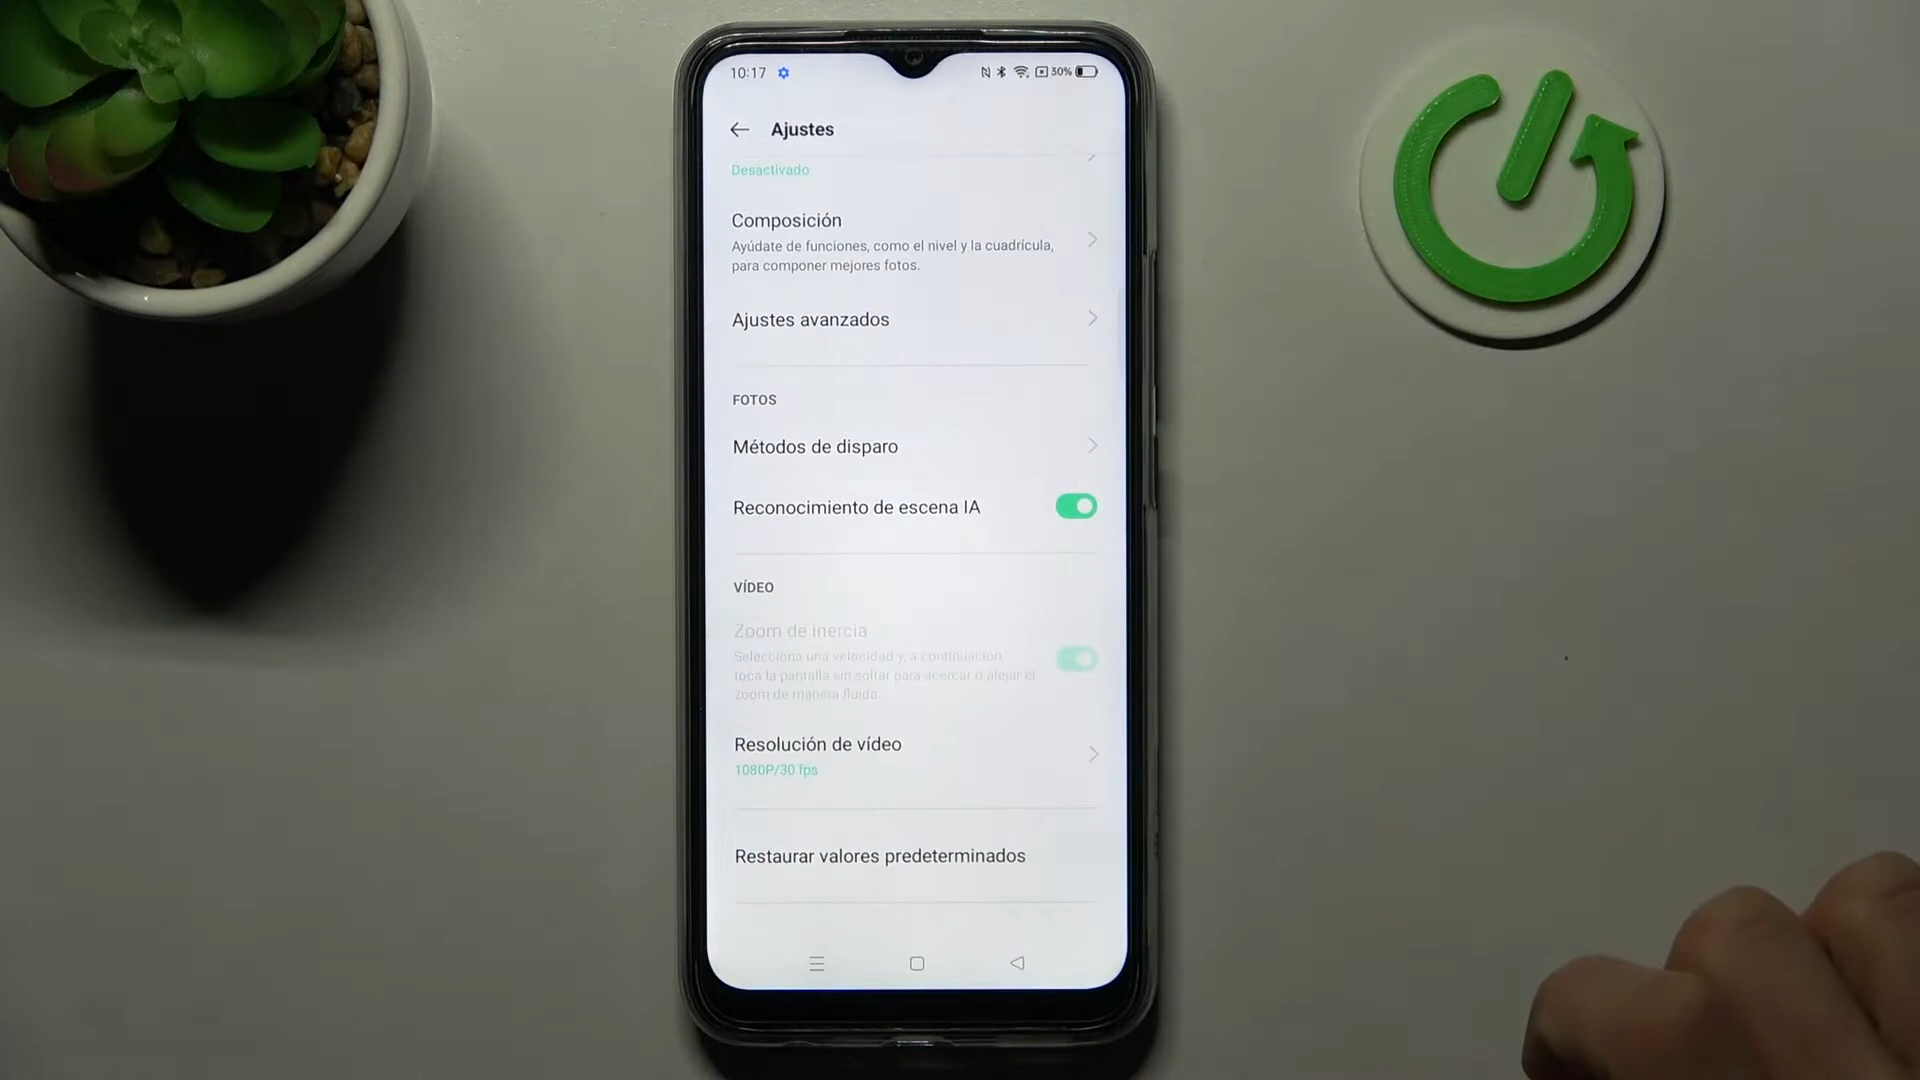 10:17
30%
Ajustes
Desactivado
Composición
Ayúdate de funciones, como el nivel y la cuadrícula,
para componer mejores fotos.
Ajustes avanzados
FOTOS
Métodos de disparo
Reconocimiento de escena IA
VÍDEO
Zoom de inercia
Selecciona una velocidad y, a continuación,
toca la pantalla sin soltar para acercar o alejar el
zoom de manera fluida.
Resolución de vídeo
1080P/30 fps
Restaurar valores predeterminados